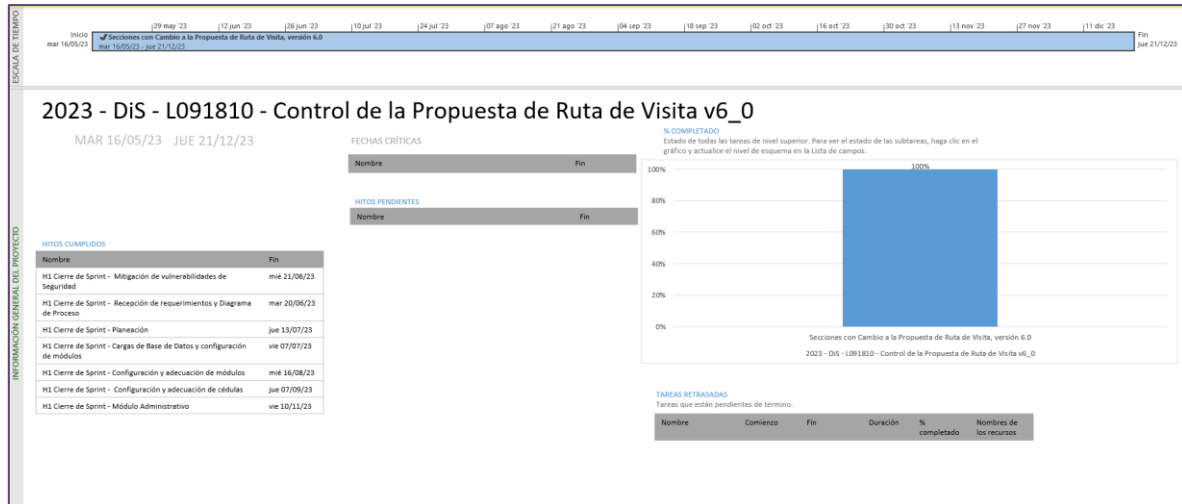 ESCALA DE TIEMPO
Inicio
mar 16/05/23
29 may '23 12 jun '23 26 jun '23 10 jul '23 24 jul '23 07 ago '23 21 ago '23 04 sep '23 18 sep '23 02 oct '23 16 oct '23 30 oct '23 13 nov '23 27 nov '23 11 dic '23
Secciones con Cambio a la Propuesta de Ruta de Visita, versión 6.0
mar 16/05/23 - jue 21/12/23
Fin
jue 21/12/23
INFORMACIÓN GENERAL DEL PROYECTO
2023 - DiS - L091810 - Control de la Propuesta de Ruta de Visita v6_0
MAR 16/05/23 JUE 21/12/23
HITOS CUMPLIDOS
Nombre Fin
H1 Cierre de Sprint - Mitigación de vulnerabilidades de Seguridad mié 21/06/23
H1 Cierre de Sprint - Recepción de requerimientos y Diagrama de Proceso mar 20/06/23
H1 Cierre de Sprint - Planeación jue 13/07/23
H1 Cierre de Sprint - Cargas de Base de Datos y configuración de módulos vie 07/07/23
H1 Cierre de Sprint - Configuración y adecuación de módulos mié 16/08/23
H1 Cierre de Sprint - Configuración y adecuación de cédulas jue 07/09/23
H1 Cierre de Sprint - Módulo Administrativo vie 10/11/23
FECHAS CRÍTICAS
Nombre Fin
HITOS PENDIENTES
Nombre Fin
% COMPLETADO
Estado de todas las tareas de nivel superior. Para ver el estado de las subtareas, haga clic en el
gráfico y actualice el nivel de esquema en la Lista de campos.
100%
100%
80%
60%
40%
20%
0%
Secciones con Cambio a la Propuesta de Ruta de Visita, versión 6.0
2023 - DiS - L091810 - Control de la Propuesta de Ruta de Visita v6_0
TAREAS RETRASADAS
Tareas que están pendientes de término.
Nombre Comienzo Fin Duración % completado Nombres de los recursos